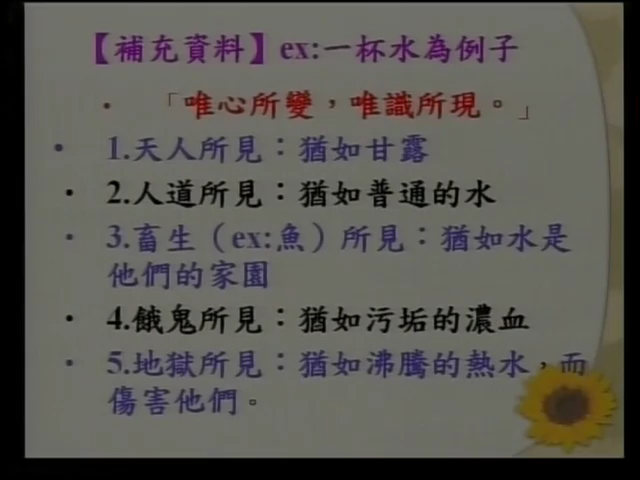 【補充資料】ex:一杯水為例子
• 「唯心所變，唯識所現。」
• 1.天人所見：猶如甘露
• 2.人道所見：猶如普通的水
• 3.畜生（ex:魚）所見：猶如水是
他們的家園
• 4.餓鬼所見：猶如污垢的濃血
• 5.地獄所見：猶如沸騰的熱水，而
傷害他們。